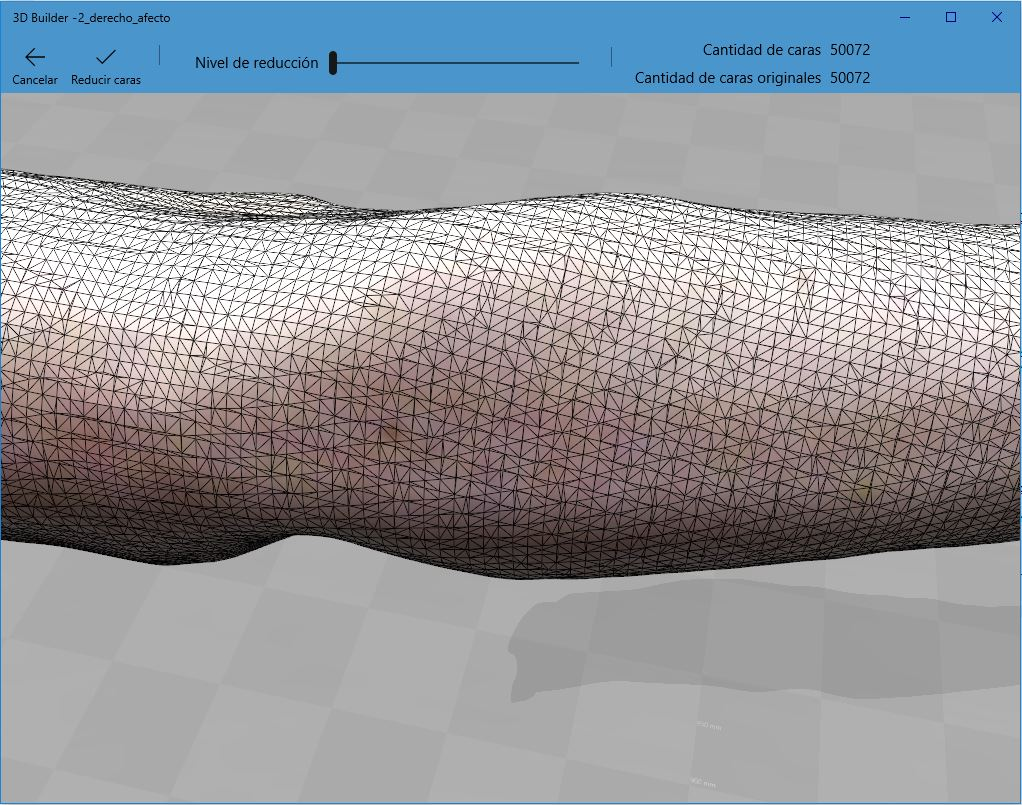 3D Builder -2_derecho_afecto
Cancelar
Reducir caras
Nivel de reducción
Cantidad de caras 50072
Cantidad de caras originales 50072